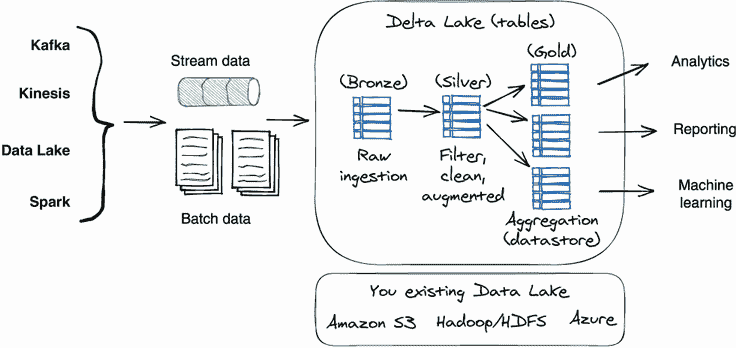 Kafka
Kinesis
Data Lake
Spark
Stream data
Batch data
Delta Lake (tables)
(Bronze)
Raw
ingestion
(Silver)
Filter,
clean,
augmented
(Gold)
Aggregation
(datastore)
Analytics
Reporting
Machine
learning
You existing Data Lake
Amazon S3 Hadoop/HDFS Azure